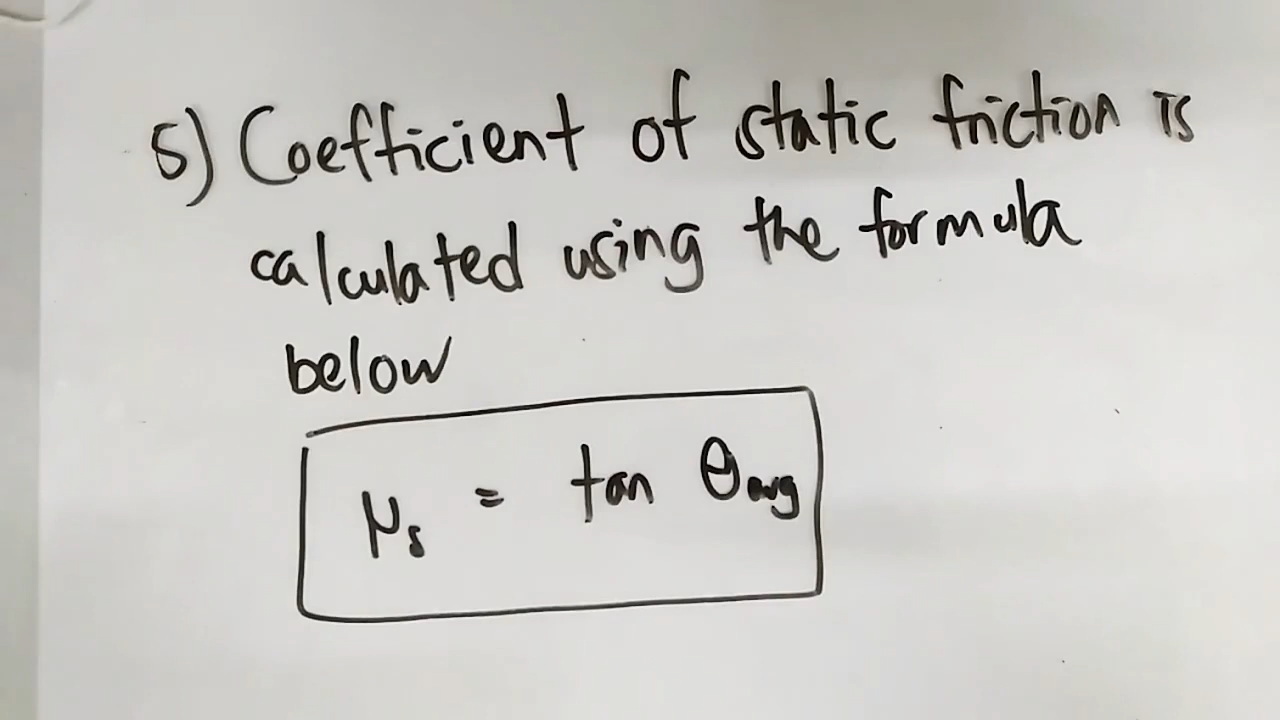 5) Coefficient of static friction is
calculated using the formula
below
μs = tan θavg